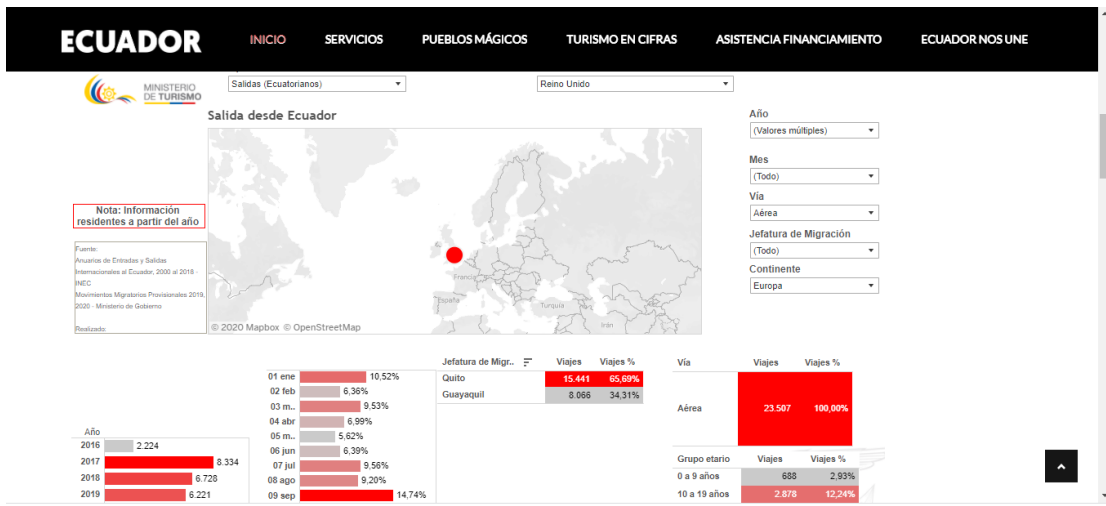 ECUADOR
INICIO
SERVICIOS
PUEBLOS MÁGICOS
TURISMO EN CIFRAS
ASISTENCIA FINANCIAMIENTO
ECUADOR NOS UNE
MINISTERIO
DE TURISMO
Salidas (Ecuatorianos)
Reino Unido
Salida desde Ecuador
Año
(Valores múltiples)
Mes
(Todo)
Vía
Aérea
Jefatura de Migración
(Todo)
Continente
Europa
Nota: Información
residentes a partir del año
Fuente:
Anuarios de Entradas y Salidas
Internacionales al Ecuador, 2000 al 2018 -
INEC
Movimientos Migratorios Provisionales 2019,
2020 - Ministerio de Gobierno
Realizado
Francia
España
Turquía
Iraq
Irán
© 2020 Mapbox © OpenStreetMap
Año
2016 2.224
2017 8.334
2018 6.728
2019 6.221
01 ene 10,52%
02 feb 6,36%
03 m.. 9,53%
04 abr 6,99%
05 m.. 5,62%
06 jun 6,39%
07 jul 9,56%
08 ago 9,20%
09 sep 14,74%
Jefatura de Migr.. Viajes Viajes %
Quito 15.441 65,69%
Guayaquil 8.066 34,31%
Vía Viajes Viajes %
Aérea 23.507 100,00%
Grupo etario Viajes Viajes %
0 a 9 años 688 2,93%
10 a 19 años 2.878 12,24%